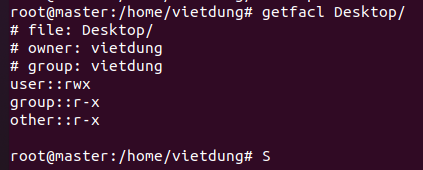 root@master:/home/vietdung# getfacl Desktop/
# file: Desktop/
# owner: vietdung
# group: vietdung
user::rwx
group::r-x
other::r-x

root@master:/home/vietdung# S